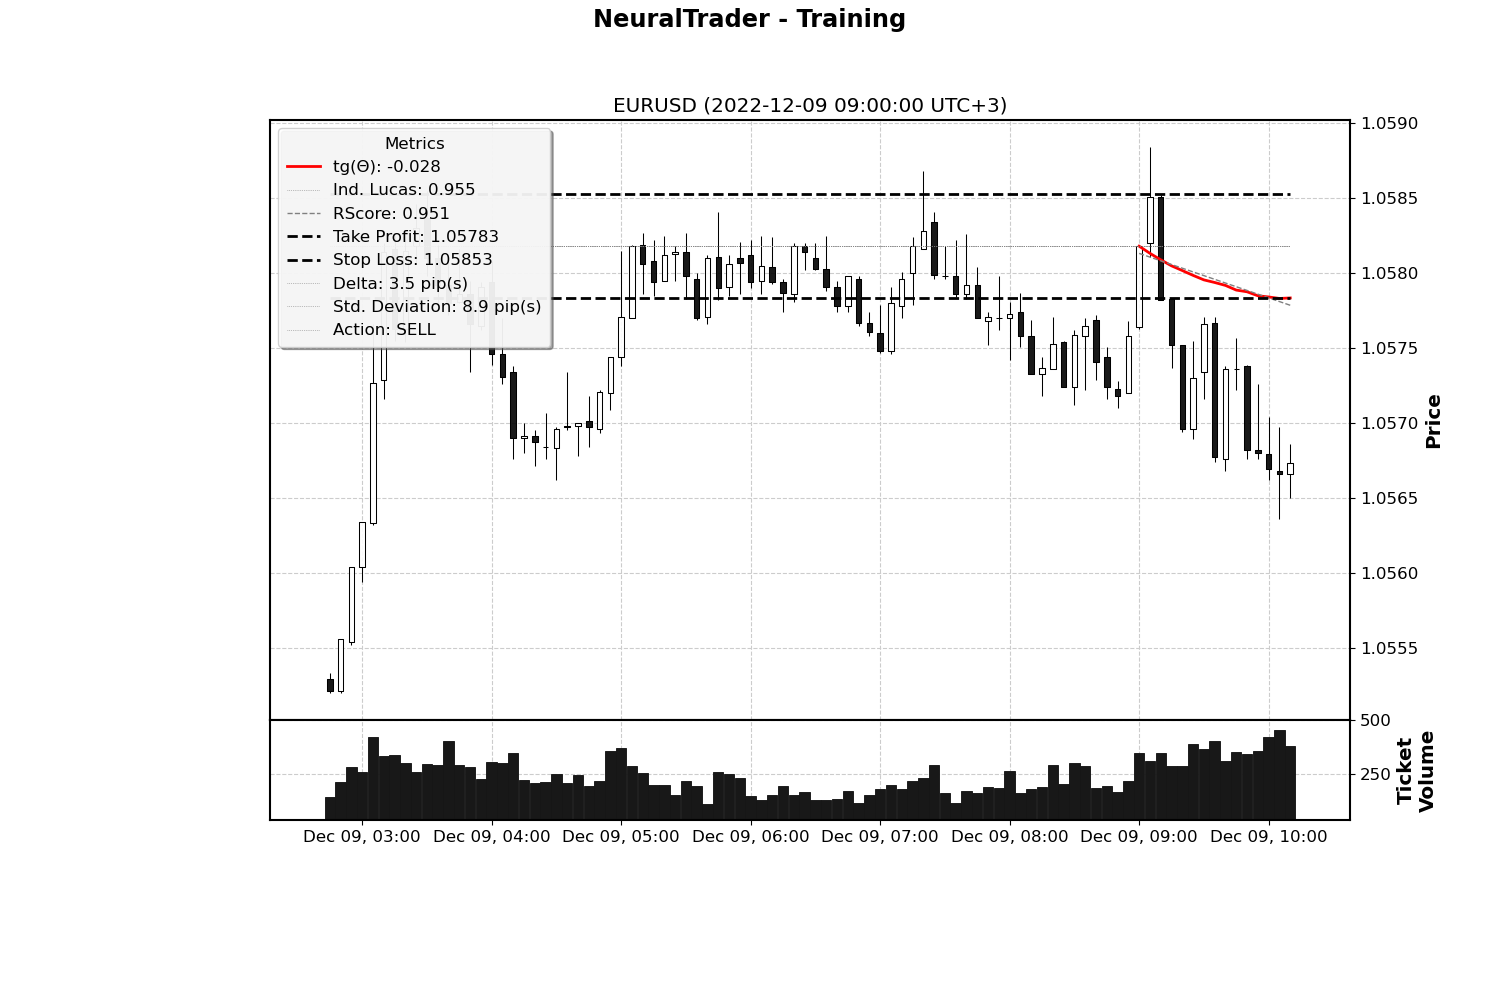 NeuralTrader - Training
EURUSD (2022-12-09 09:00:00 UTC+3)
Metrics
tg(Θ): -0.028
Ind. Lucas: 0.955
RScore: 0.951
Take Profit: 1.05783
Stop Loss: 1.05853
Delta: 3.5 pip(s)
Std. Deviation: 8.9 pip(s)
Action: SELL
1.0590
1.0585
1.0580
1.0575
1.0570
1.0565
1.0560
1.0555
Price
500
250
Ticket
Volume
Dec 09, 03:00 Dec 09, 04:00 Dec 09, 05:00 Dec 09, 06:00 Dec 09, 07:00 Dec 09, 08:00 Dec 09, 09:00 Dec 09, 10:00